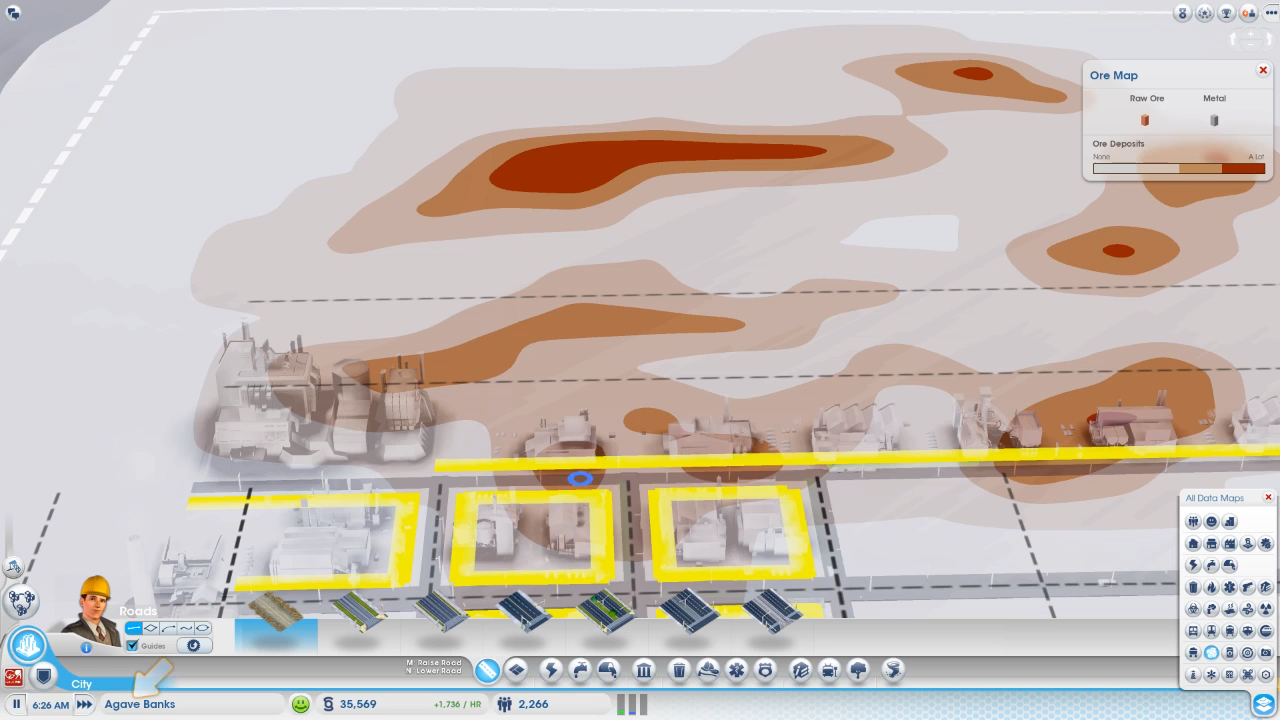 Ore Map
Raw Ore Metal
Ore Deposits
None A Lot
All Data Maps
Roads
Guides
M: Raise Road
N: Lower Road
City
6:26 AM Agave Banks 35,569 +1,736 / HR 2,266